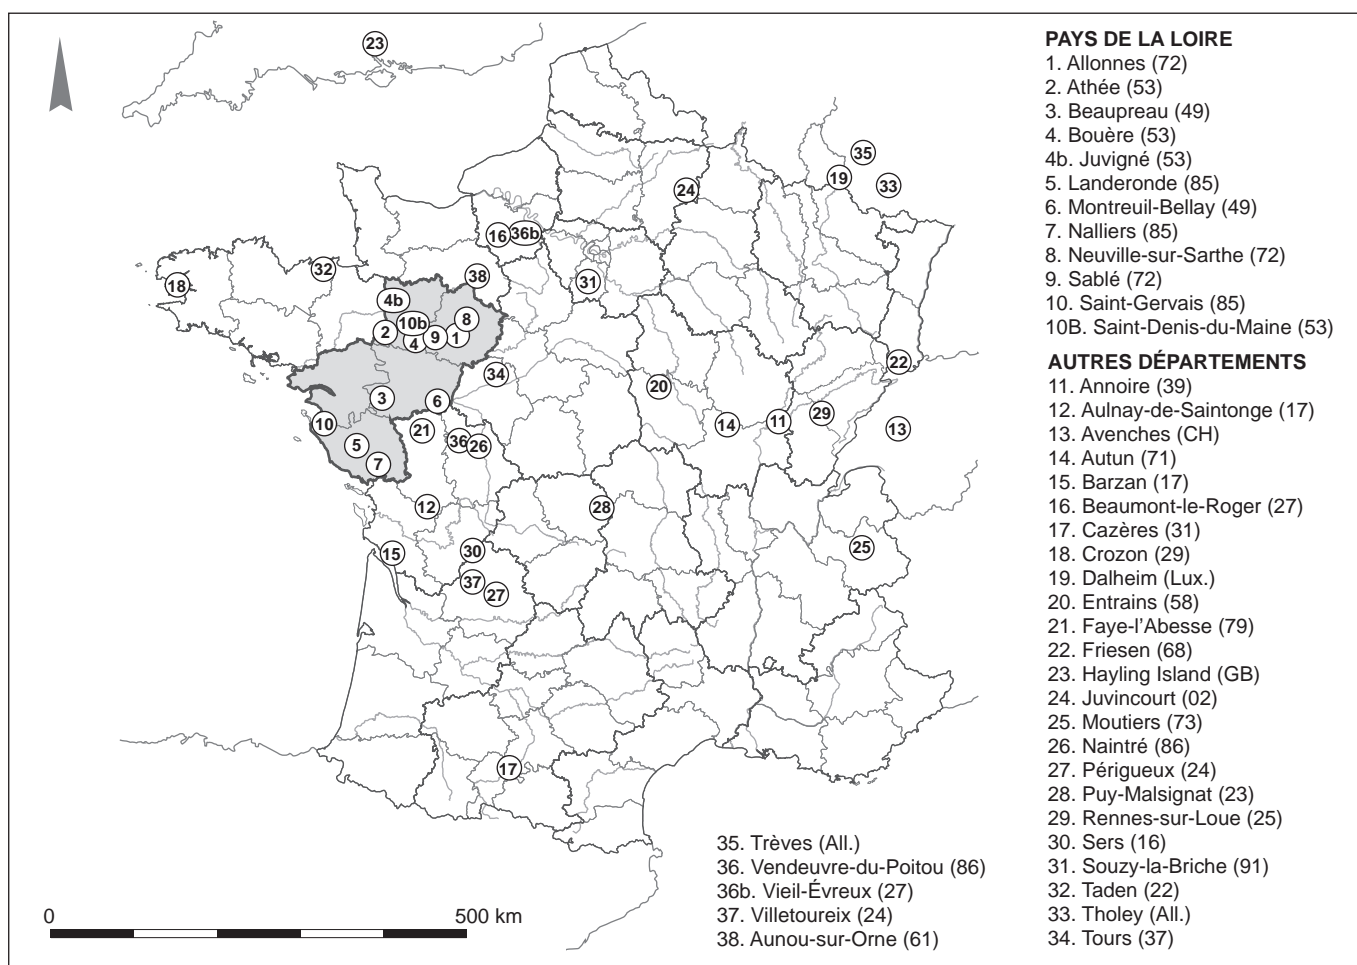 PAYS DE LA LOIRE
1. Allonnes (72)
2. Athée (53)
3. Beaupreau (49)
4. Bouère (53)
4b. Juvigné (53)
5. Landeronde (85)
6. Montreuil-Bellay (49)
7. Nalliers (85)
8. Neuville-sur-Sarthe (72)
9. Sablé (72)
10. Saint-Gervais (85)
10B. Saint-Denis-du-Maine (53)
AUTRES DÉPARTEMENTS
11. Annoire (39)
12. Aulnay-de-Saintonge (17)
13. Avenches (CH)
14. Autun (71)
15. Barzan (17)
16. Beaumont-le-Roger (27)
17. Cazères (31)
18. Crozon (29)
19. Dalheim (Lux.)
20. Entrains (58)
21. Faye-l'Abesse (79)
22. Friesen (68)
23. Hayling Island (GB)
24. Juvincourt (02)
25. Moutiers (73)
26. Naintré (86)
27. Périgueux (24)
28. Puy-Malsignat (23)
29. Rennes-sur-Loue (25)
30. Sers (16)
31. Souzy-la-Briche (91)
32. Taden (22)
33. Tholey (All.)
34. Tours (37)
35. Trèves (All.)
36. Vendeuvre-du-Poitou (86)
36b. Vieil-Évreux (27)
37. Villetoureix (24)
38. Aunou-sur-Orne (61)
23
35
19
33
24
16
36b
32
38
31
18
4b
8
10b
2
4
9
1
22
34
20
3
6
29
10
21
14
11
13
36
26
5
7
12
28
30
15
25
37
27
17
0
500 km